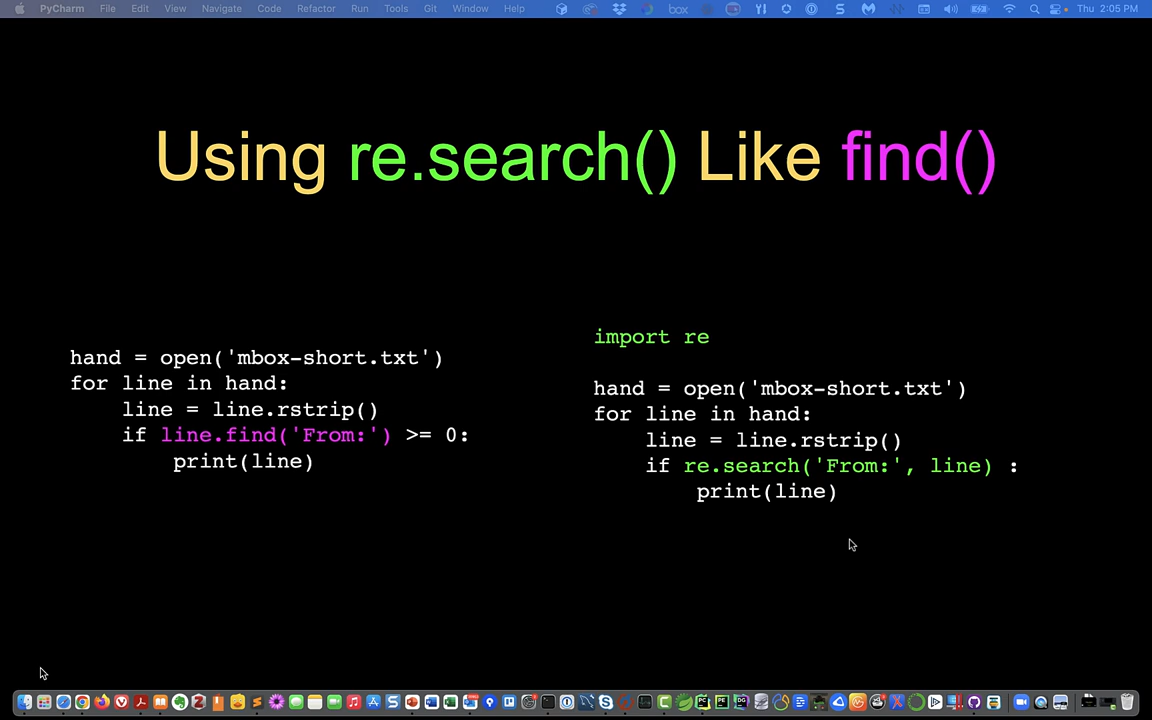 PyCharm File Edit View Navigate Code Refactor Run Tools Git Window Help box Thu 2:05 PM
Using re.search() Like find()
hand = open('mbox-short.txt')
for line in hand:
line = line.rstrip()
if line.find('From:') >= 0:
print(line)
import re
hand = open('mbox-short.txt')
for line in hand:
line = line.rstrip()
if re.search('From:', line) :
print(line)